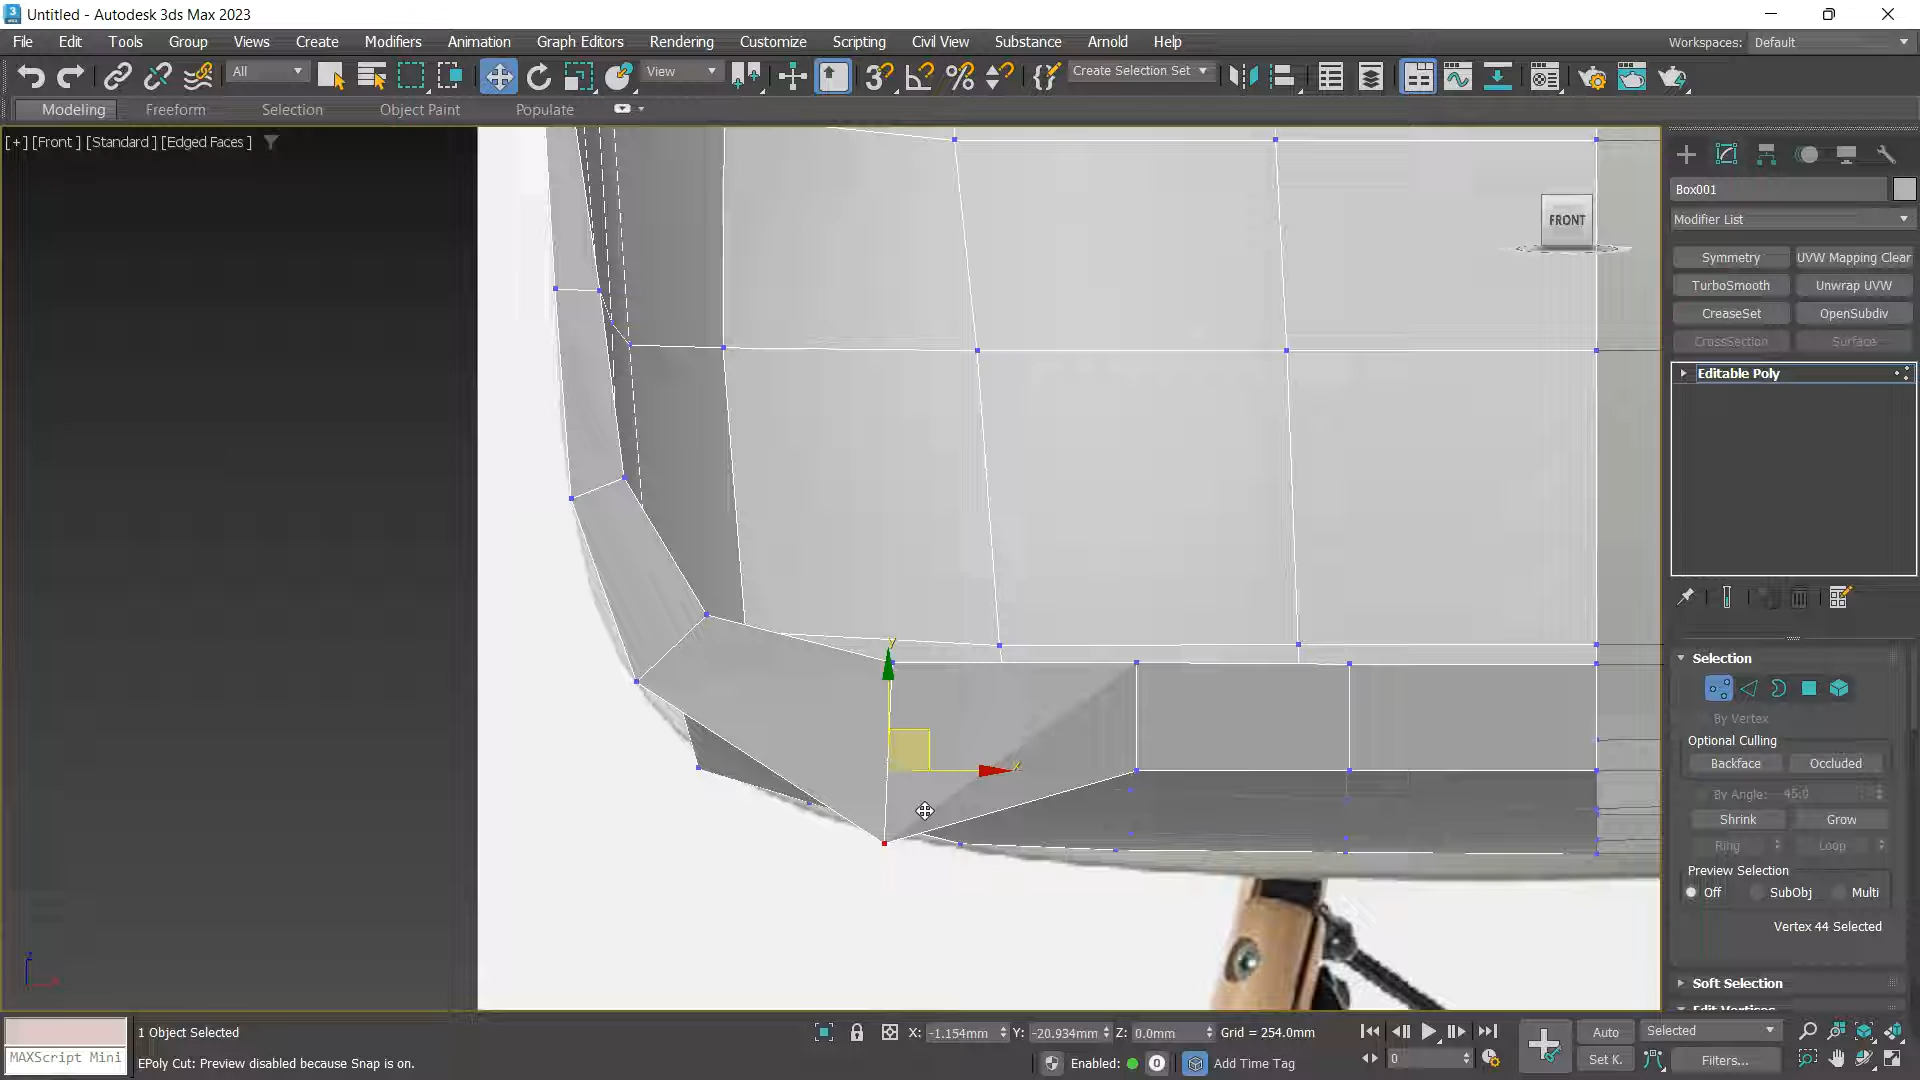 Untitled - Autodesk 3ds Max 2023
File Edit Tools Group Views Create Modifiers Animation Graph Editors Rendering Customize Scripting Civil View Substance Arnold Help
Workspaces: Default
All
View
Create Selection Set
Modeling Freeform Selection Object Paint Populate
[+] [Front ] [Standard ] [Edged Faces ]
FRONT
y
x
z
Box001
Modifier List
Symmetry UVW Mapping Clear
TurboSmooth Unwrap UVW
CreaseSet OpenSubdiv
CrossSection Surface
Editable Poly
Selection
By Vertex
Optional Culling
Backface Occluded
By Angle: 45.0
Shrink Grow
Ring Loop
Preview Selection
Off SubObj Multi
Vertex 44 Selected
Soft Selection
Edit Vertices
MAXScript Mini
1 Object Selected
EPoly Cut: Preview disabled because Snap is on.
X: -1.154mm Y: -20.934mm Z: 0.0mm Grid = 254.0mm
Enabled: 0 Add Time Tag
0
Auto Selected
Set K. Filters...